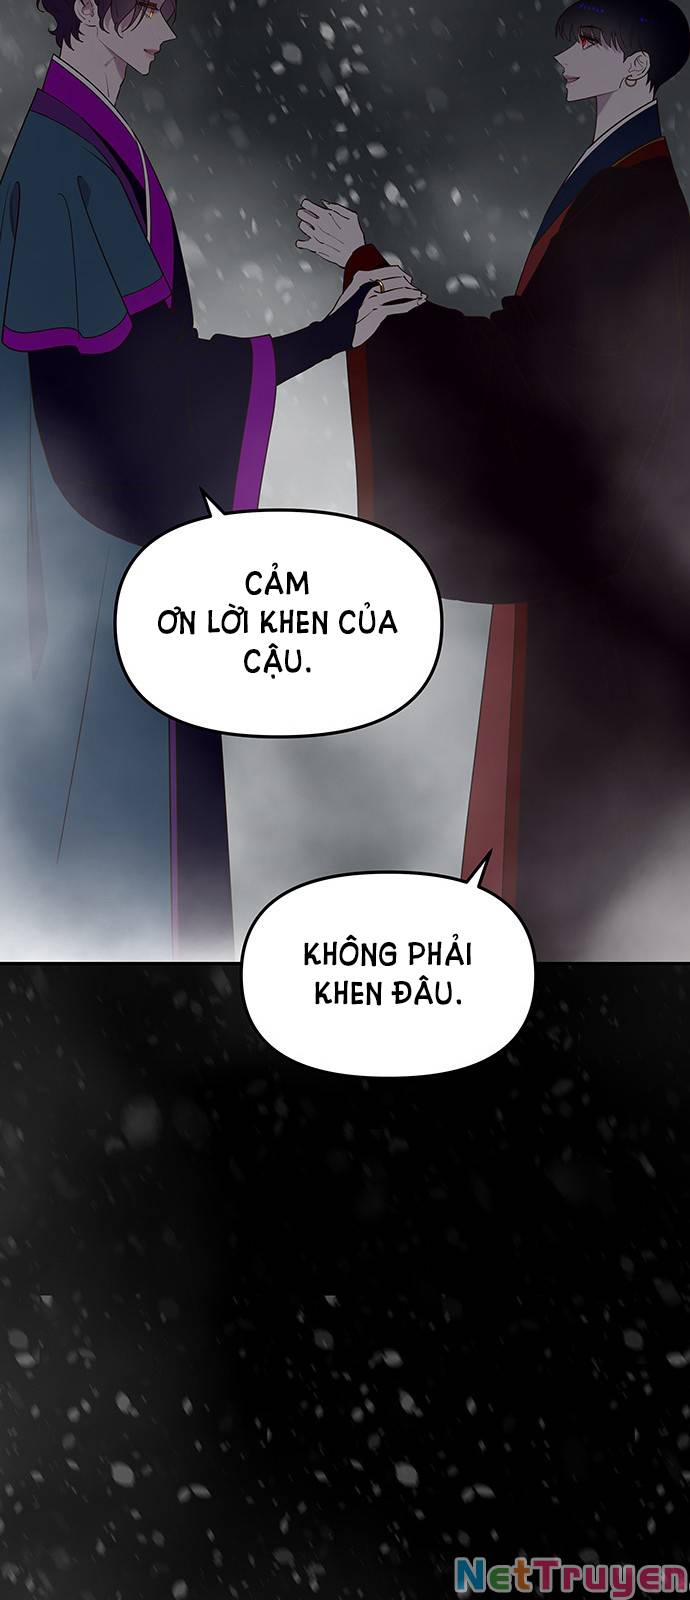 CẢM
ƠN LỜI KHEN CỦA
CẬU.
KHÔNG PHẢI
KHEN ĐÂU.
NetTruyen